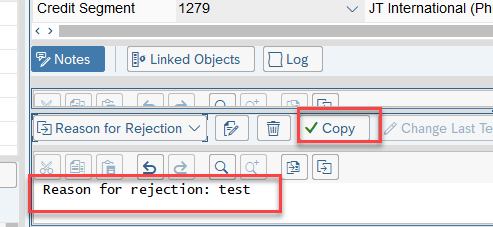 Credit Segment 1279 JT International (Ph
Notes Linked Objects Log
Reason for Rejection Copy Change Last Te
Reason for rejection: test